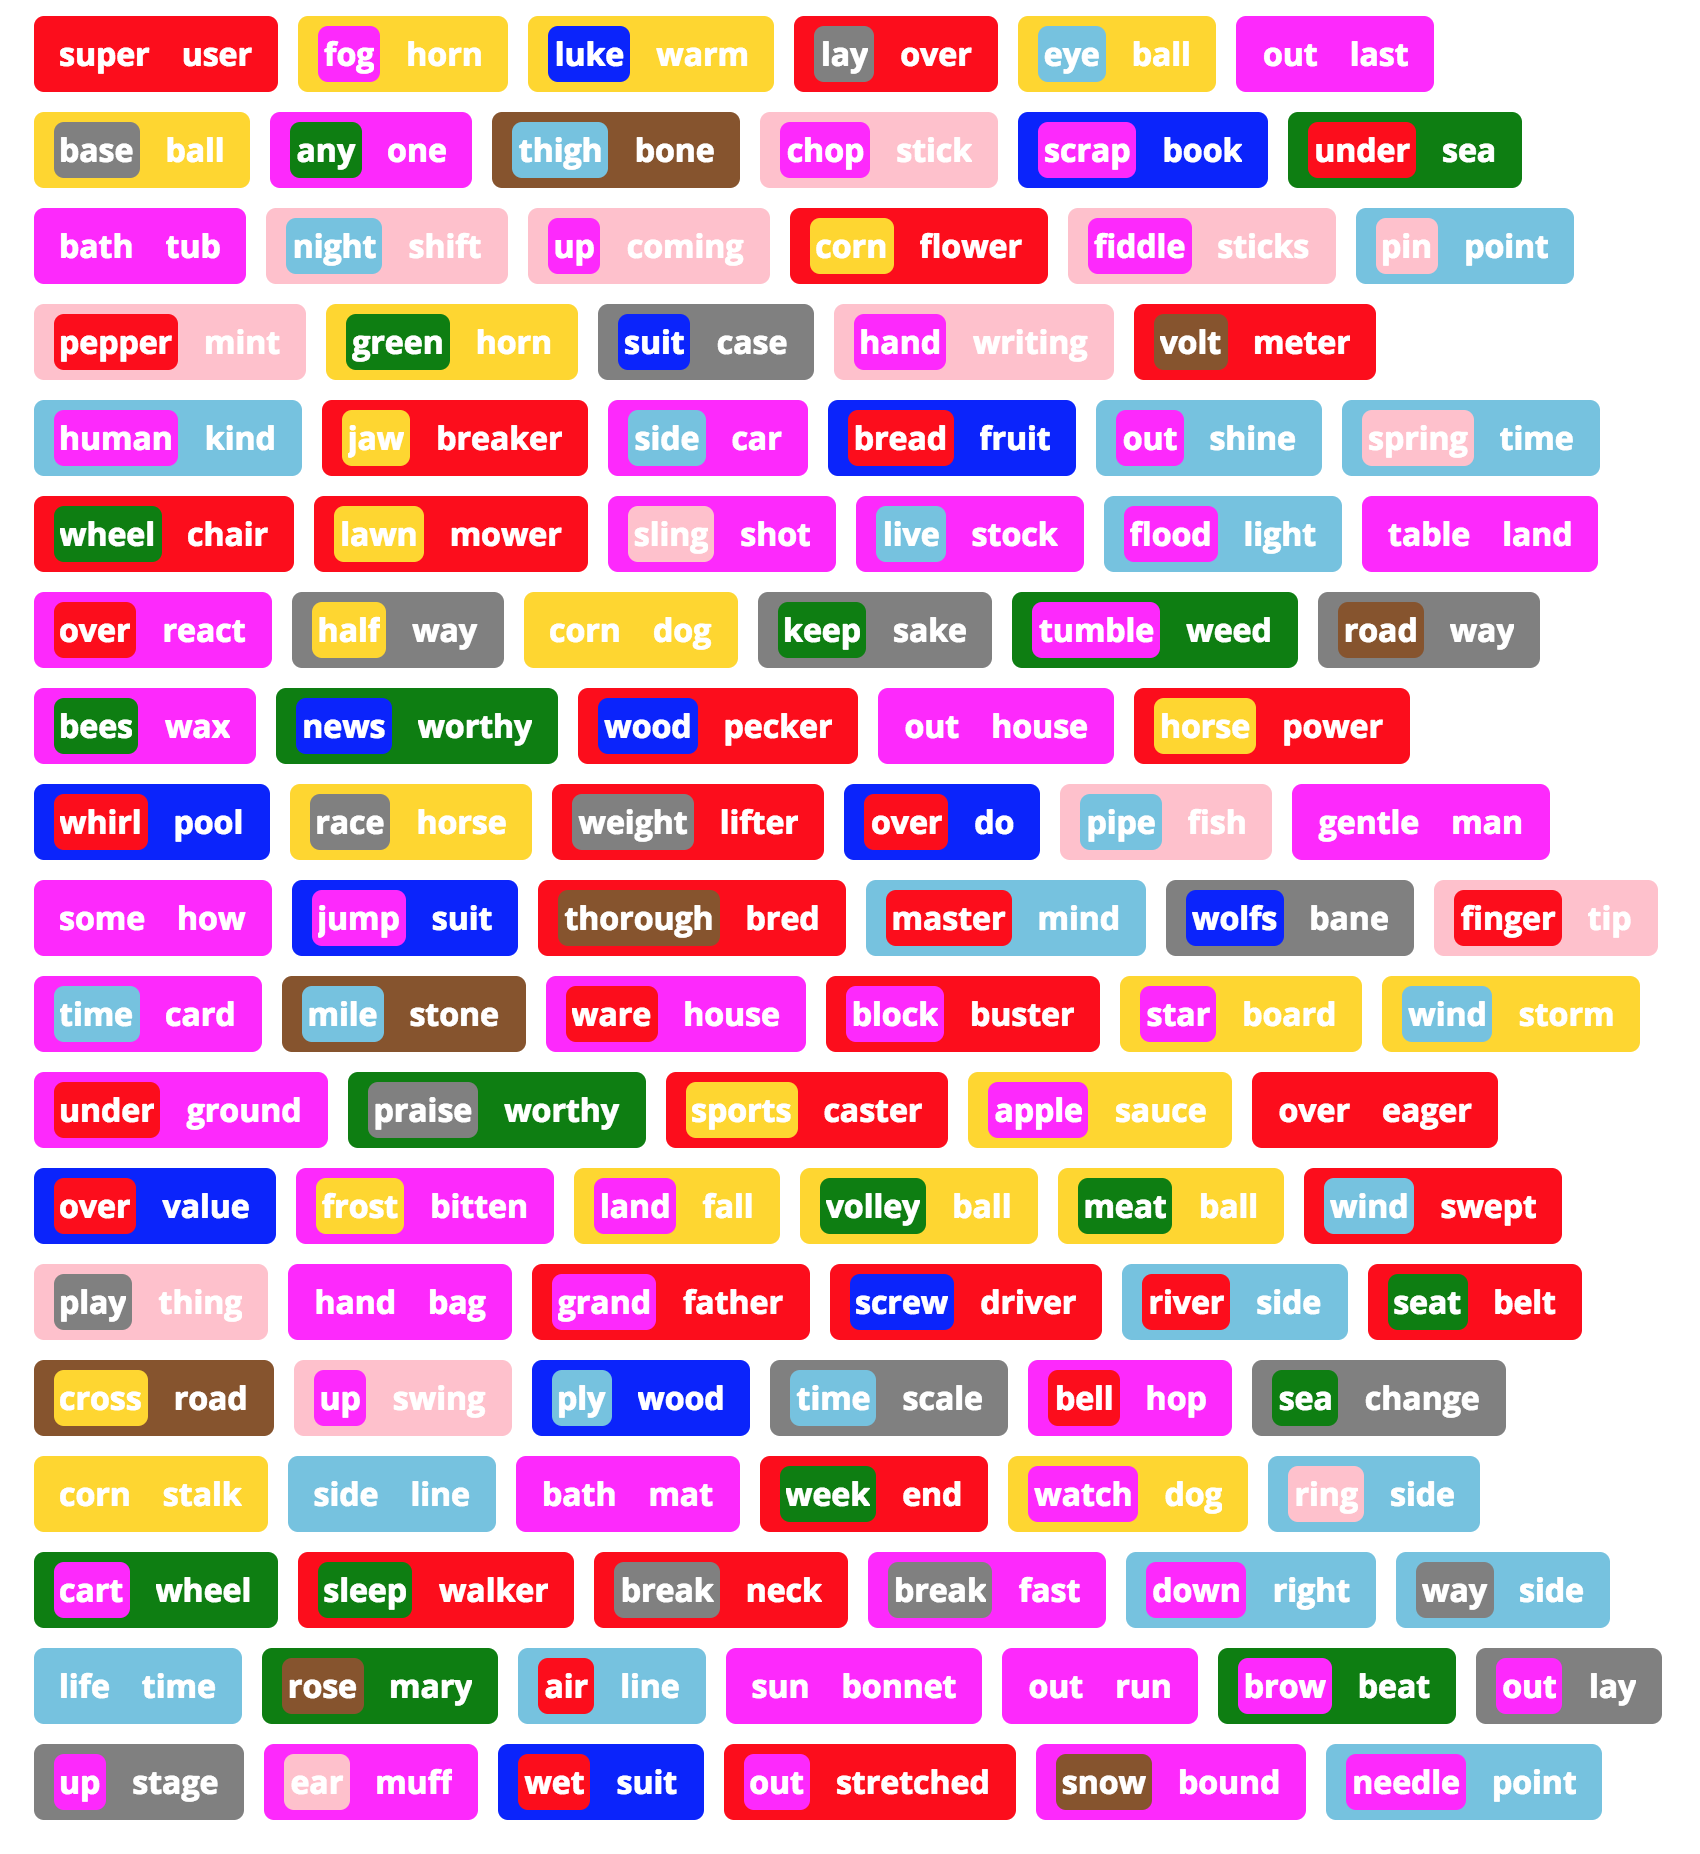 super user fog horn luke warm lay over eye ball out last
base ball any one thigh bone chop stick scrap book under sea
bath tub night shift up coming corn flower fiddle sticks pin point
pepper mint green horn suit case hand writing volt meter
human kind jaw breaker side car bread fruit out shine spring time
wheel chair lawn mower sling shot live stock flood light table land
over react half way corn dog keep sake tumble weed road way
bees wax news worthy wood pecker out house horse power
whirl pool race horse weight lifter over do pipe fish gentle man
some how jump suit thorough bred master mind wolfs bane finger tip
time card mile stone ware house block buster star board wind storm
under ground praise worthy sports caster apple sauce over eager
over value frost bitten land fall volley ball meat ball wind swept
play thing hand bag grand father screw driver river side seat belt
cross road up swing ply wood time scale bell hop sea change
corn stalk side line bath mat week end watch dog ring side
cart wheel sleep walker break neck break fast down right way side
life time rose mary air line sun bonnet out run brow beat out lay
up stage ear muff wet suit out stretched snow bound needle point